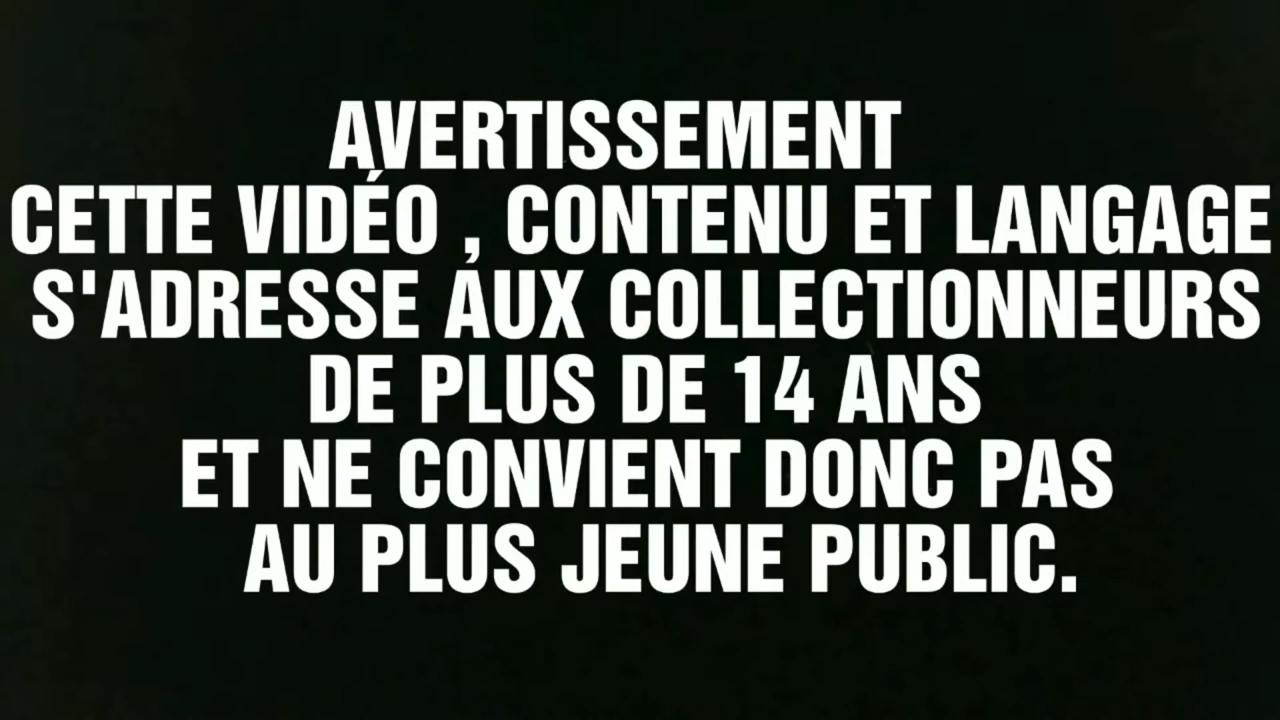 AVERTISSEMENT
CETTE VIDÉO , CONTENU ET LANGAGE
S'ADRESSE AUX COLLECTIONNEURS
DE PLUS DE 14 ANS
ET NE CONVIENT DONC PAS
AU PLUS JEUNE PUBLIC.